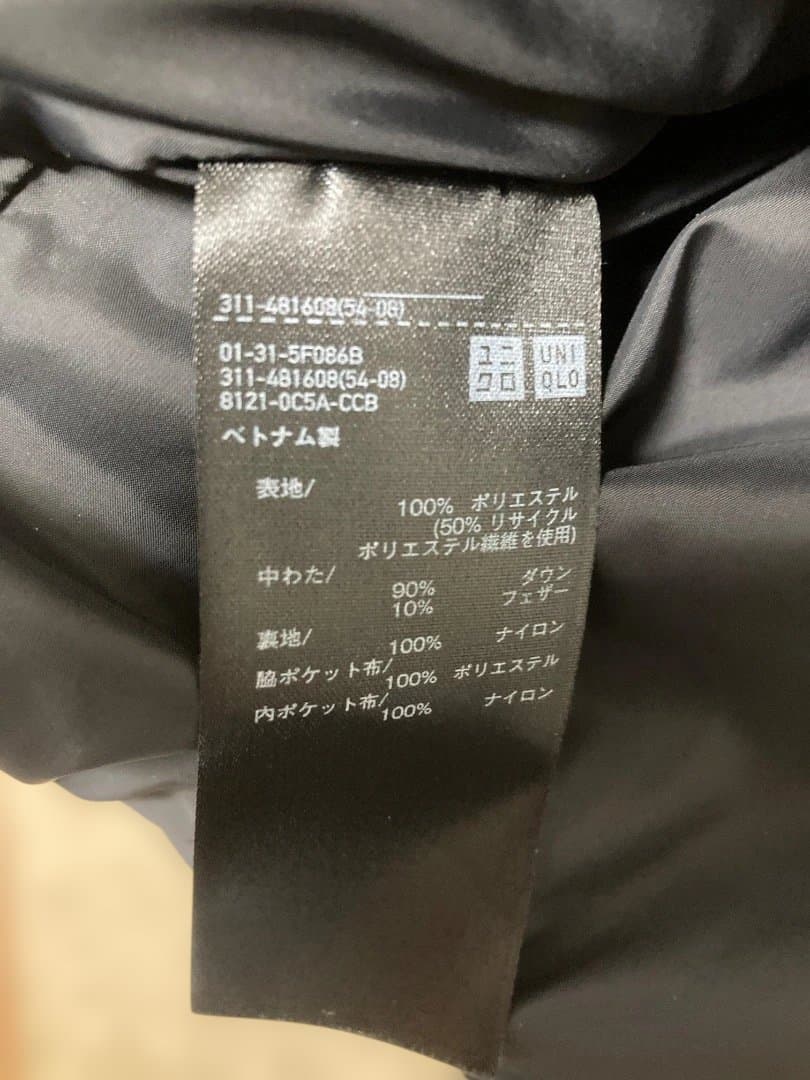 311-481608(54-08)
01-31-5F086B
311-481608(54-08)
8121-0C5A-CCB
ユニ
クロ
UNI
QLO
ベトナム製
表地/
100% ポリエステル
(50% リサイクル
ポリエステル繊維を使用)
中わた/
90% ダウン
10% フェザー
裏地/
100% ナイロン
脇ポケット布/
100% ポリエステル
内ポケット布/
100% ナイロン